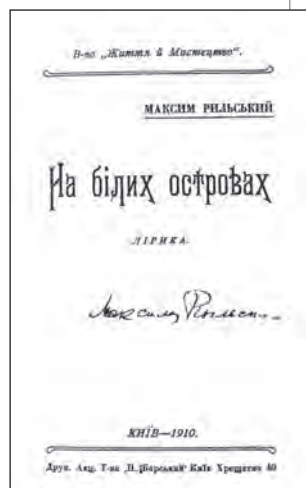 В-во „Життя й Мистецтво“.
МАКСИМ РИЛЬСЬКИЙ
На білих островах
ЛІРИКА.
Максим Рильськ...
КИЇВ—1910.
Друк. Акц. Т-ва „П. Барський“ Київ Хрещатик 40